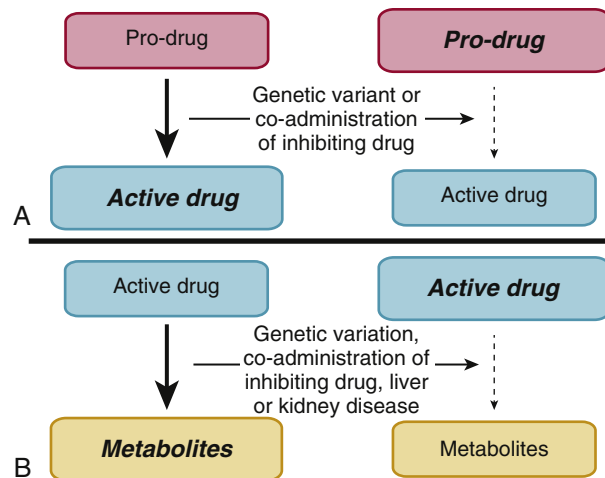 Pro-drug
Pro-drug
Genetic variant or
co-administration
of inhibiting drug
Active drug
Active drug
A
Active drug
Active drug
Genetic variation,
co-administration of
inhibiting drug, liver
or kidney disease
Metabolites
Metabolites
B